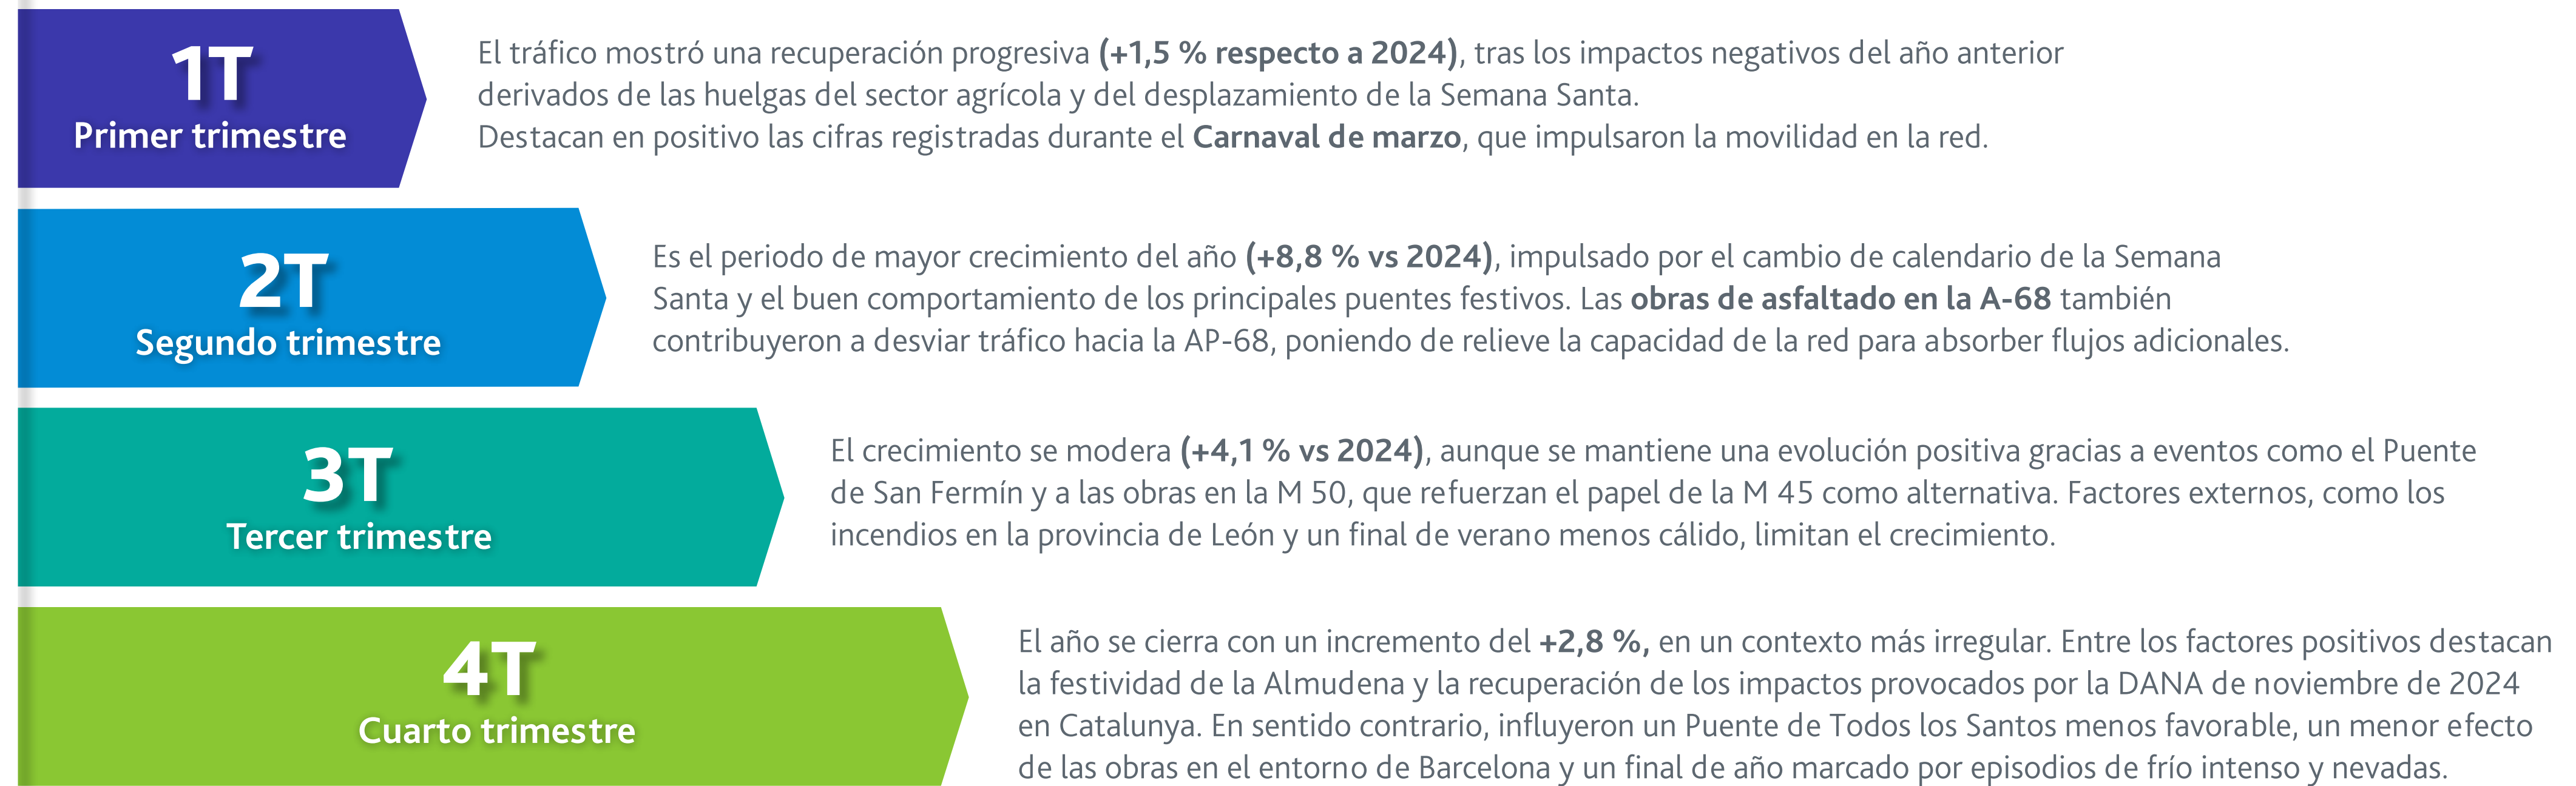 1T
Primer trimestre
El tráfico mostró una recuperación progresiva (+1,5 % respecto a 2024), tras los impactos negativos del año anterior
derivados de las huelgas del sector agrícola y del desplazamiento de la Semana Santa.
Destacan en positivo las cifras registradas durante el Carnaval de marzo, que impulsaron la movilidad en la red.
2T
Segundo trimestre
Es el periodo de mayor crecimiento del año (+8,8 % vs 2024), impulsado por el cambio de calendario de la Semana
Santa y el buen comportamiento de los principales puentes festivos. Las obras de asfaltado en la A-68 también
contribuyeron a desviar tráfico hacia la AP-68, poniendo de relieve la capacidad de la red para absorber flujos adicionales.
3T
Tercer trimestre
El crecimiento se modera (+4,1 % vs 2024), aunque se mantiene una evolución positiva gracias a eventos como el Puente
de San Fermín y a las obras en la M 50, que refuerzan el papel de la M 45 como alternativa. Factores externos, como los
incendios en la provincia de León y un final de verano menos cálido, limitan el crecimiento.
4T
Cuarto trimestre
El año se cierra con un incremento del +2,8 %, en un contexto más irregular. Entre los factores positivos destacan
la festividad de la Almudena y la recuperación de los impactos provocados por la DANA de noviembre de 2024
en Catalunya. En sentido contrario, influyeron un Puente de Todos los Santos menos favorable, un menor efecto
de las obras en el entorno de Barcelona y un final de año marcado por episodios de frío intenso y nevadas.